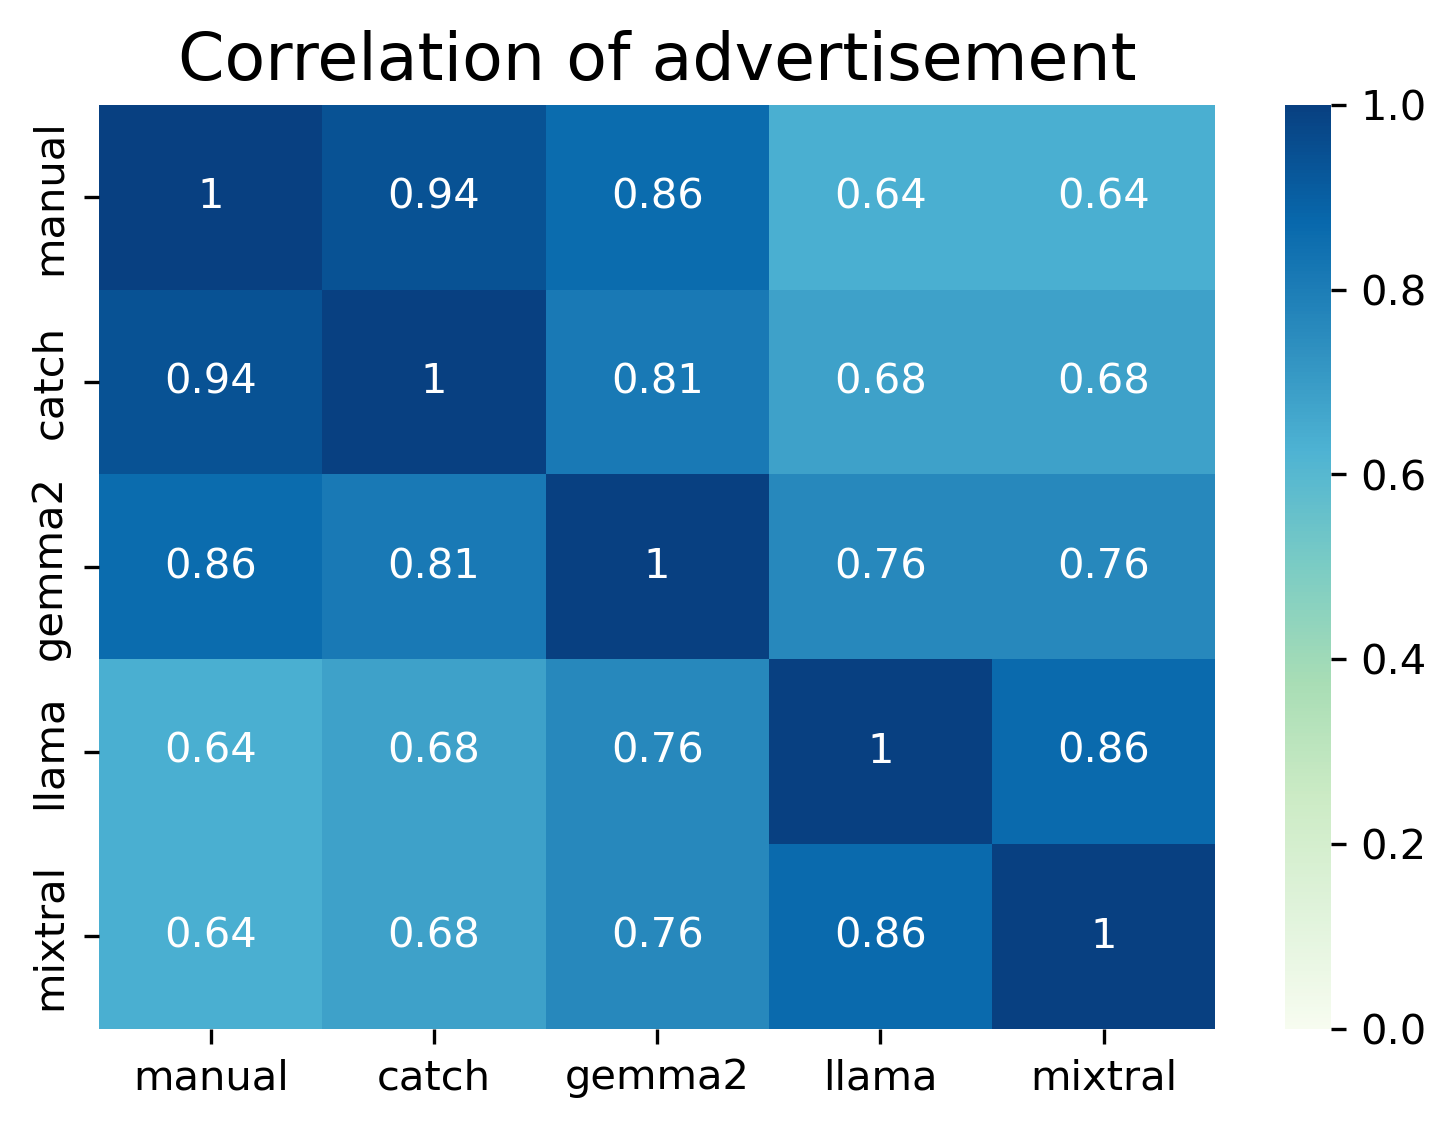 Correlation of advertisement
manual 1 0.94 0.86 0.64 0.64
catch 0.94 1 0.81 0.68 0.68
gemma2 0.86 0.81 1 0.76 0.76
llama 0.64 0.68 0.76 1 0.86
mixtral 0.64 0.68 0.76 0.86 1
manual catch gemma2 llama mixtral
1.0
0.8
0.6
0.4
0.2
0.0